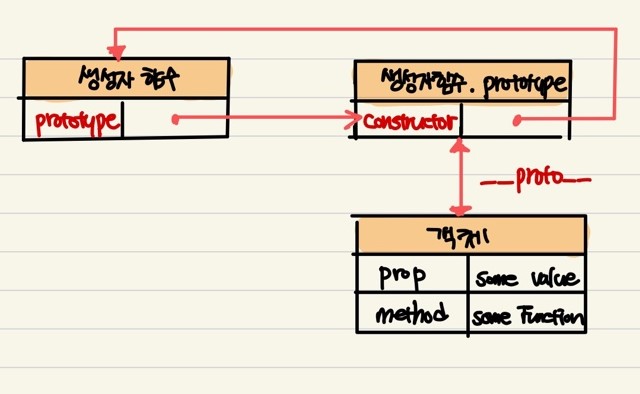 생성자 함수
prototype
생성자함수. prototype
constructor
__proto__
객체
prop
some value
method
some Function